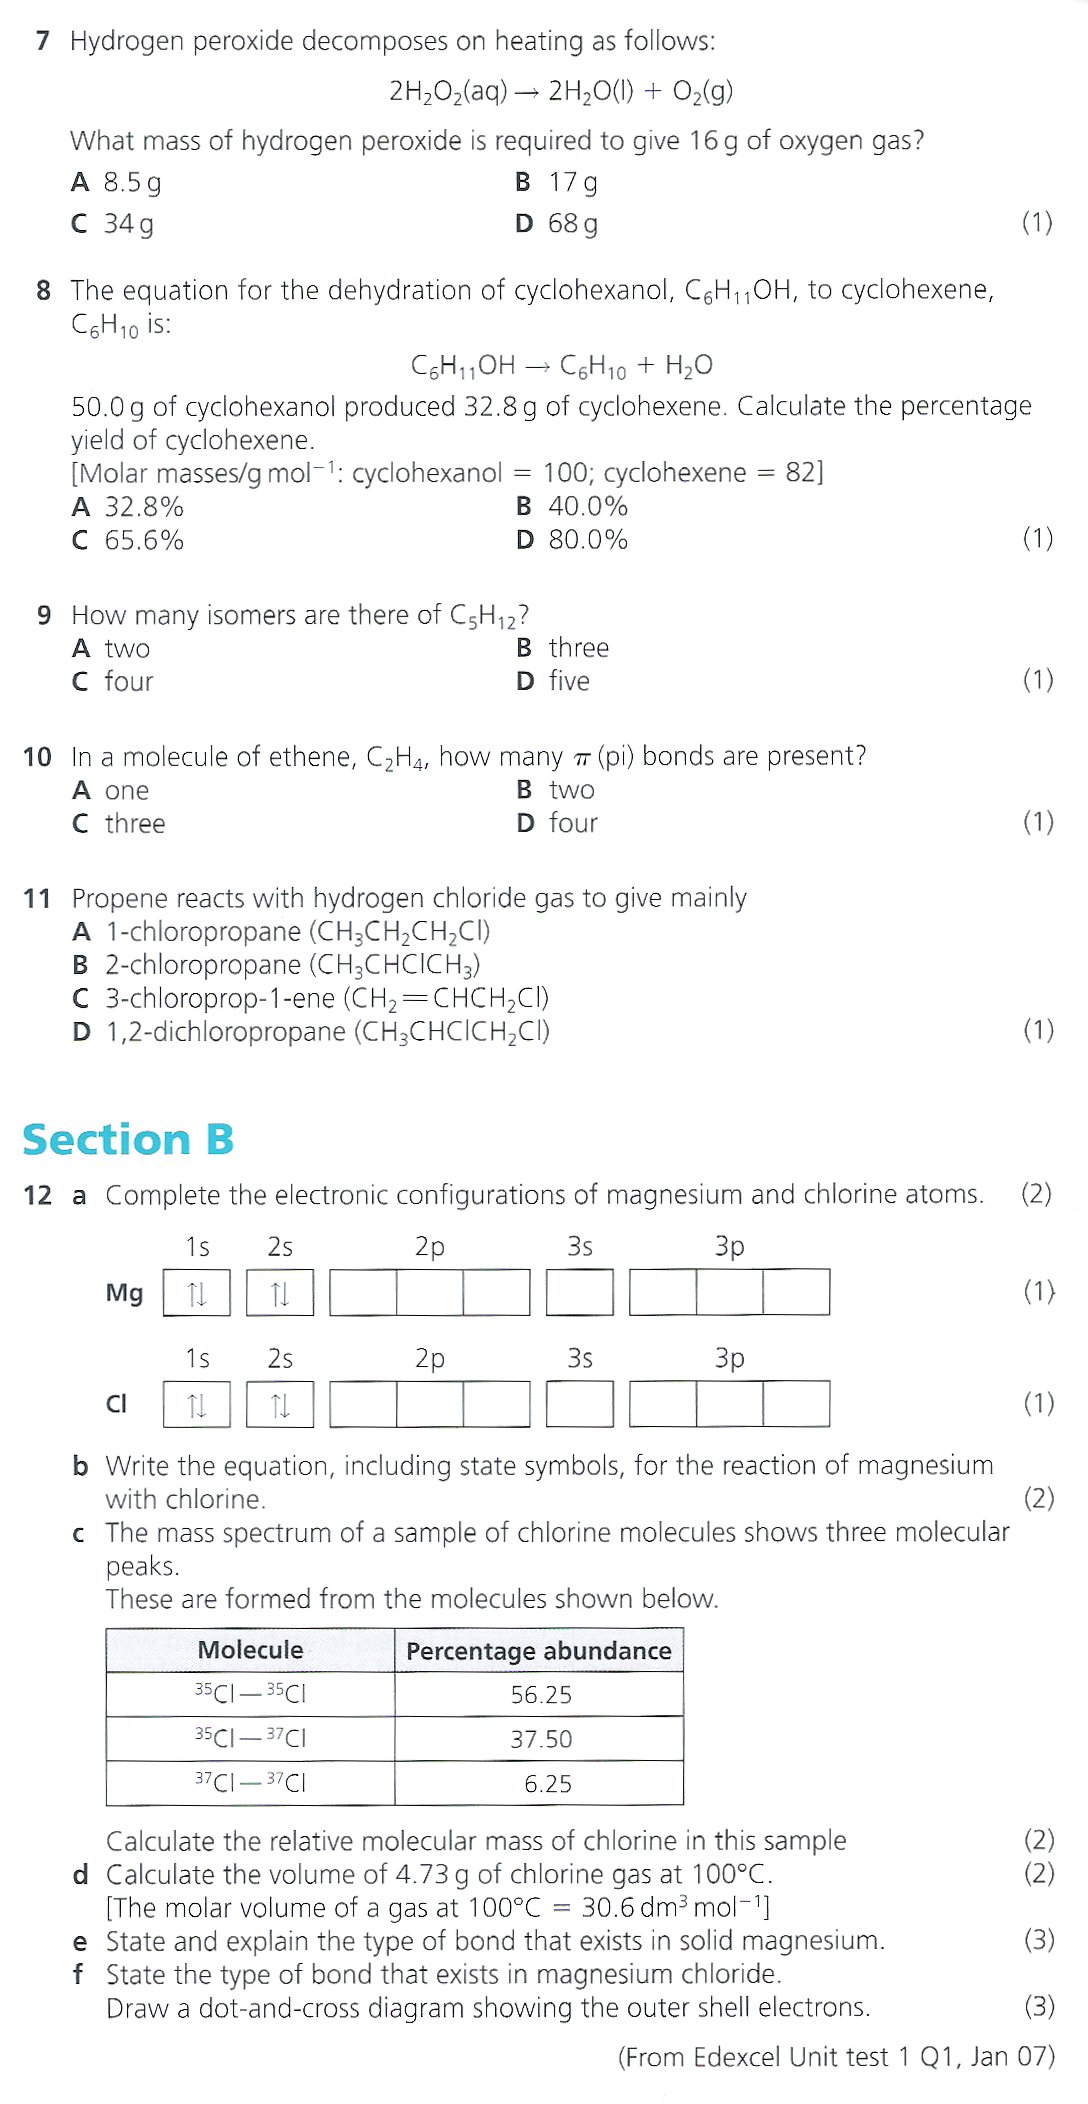 7 Hydrogen peroxide decomposes on heating as follows:
2H₂O₂(aq) → 2H₂O(l) + O₂(g)
What mass of hydrogen peroxide is required to give 16 g of oxygen gas?
A 8.5 g B 17 g
C 34 g D 68 g (1)
8 The equation for the dehydration of cyclohexanol, C₆H₁₁OH, to cyclohexene,
C₆H₁₀ is:
C₆H₁₁OH → C₆H₁₀ + H₂O
50.0 g of cyclohexanol produced 32.8 g of cyclohexene. Calculate the percentage
yield of cyclohexene.
[Molar masses/g mol⁻¹: cyclohexanol = 100; cyclohexene = 82]
A 32.8% B 40.0%
C 65.6% D 80.0% (1)
9 How many isomers are there of C₅H₁₂?
A two B three
C four D five (1)
10 In a molecule of ethene, C₂H₄, how many π (pi) bonds are present?
A one B two
C three D four (1)
11 Propene reacts with hydrogen chloride gas to give mainly
A 1-chloropropane (CH₃CH₂CH₂Cl)
B 2-chloropropane (CH₃CHClCH₃)
C 3-chloroprop-1-ene (CH₂=CHCH₂Cl)
D 1,2-dichloropropane (CH₃CHClCH₂Cl) (1)
Section B
12 a Complete the electronic configurations of magnesium and chlorine atoms. (2)
1s 2s 2p 3s 3p
Mg ↑↓ ↑↓ (1)
1s 2s 2p 3s 3p
Cl ↑↓ ↑↓ (1)
b Write the equation, including state symbols, for the reaction of magnesium
with chlorine. (2)
c The mass spectrum of a sample of chlorine molecules shows three molecular
peaks.
These are formed from the molecules shown below.
Molecule Percentage abundance
³⁵Cl—³⁵Cl 56.25
³⁵Cl—³⁷Cl 37.50
³⁷Cl—³⁷Cl 6.25
Calculate the relative molecular mass of chlorine in this sample (2)
d Calculate the volume of 4.73 g of chlorine gas at 100°C. (2)
[The molar volume of a gas at 100°C = 30.6 dm³ mol⁻¹]
e State and explain the type of bond that exists in solid magnesium. (3)
f State the type of bond that exists in magnesium chloride.
Draw a dot-and-cross diagram showing the outer shell electrons. (3)
(From Edexcel Unit test 1 Q1, Jan 07)